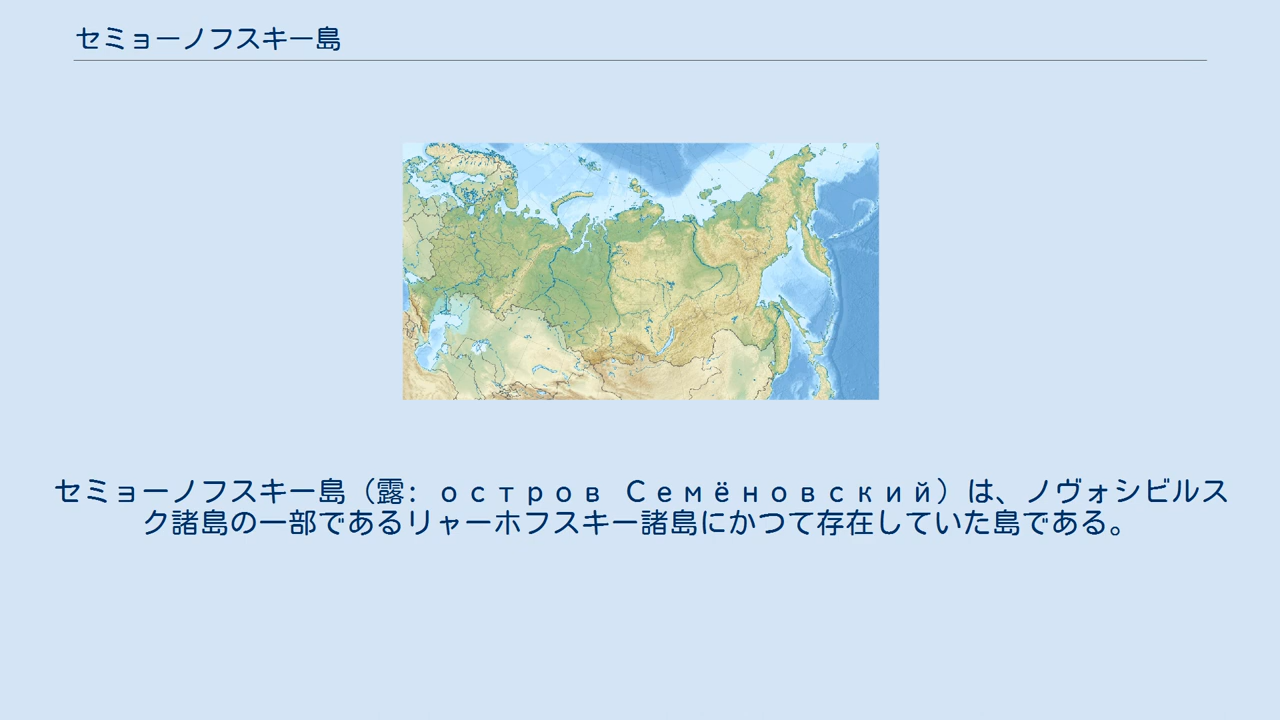 セミョーノフスキー島
セミョーノフスキー島（露: остров Семёновский）は、ノヴォシビルス
ク諸島の一部であるリャーホフスキー諸島にかつて存在していた島である。